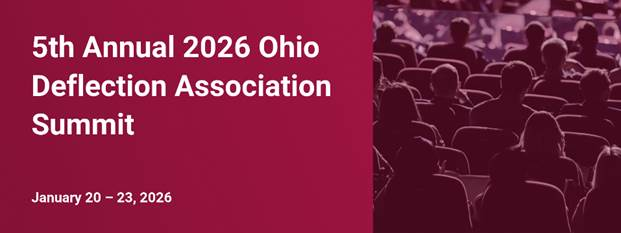 5th Annual 2026 Ohio
Deflection Association
Summit
January 20 – 23, 2026